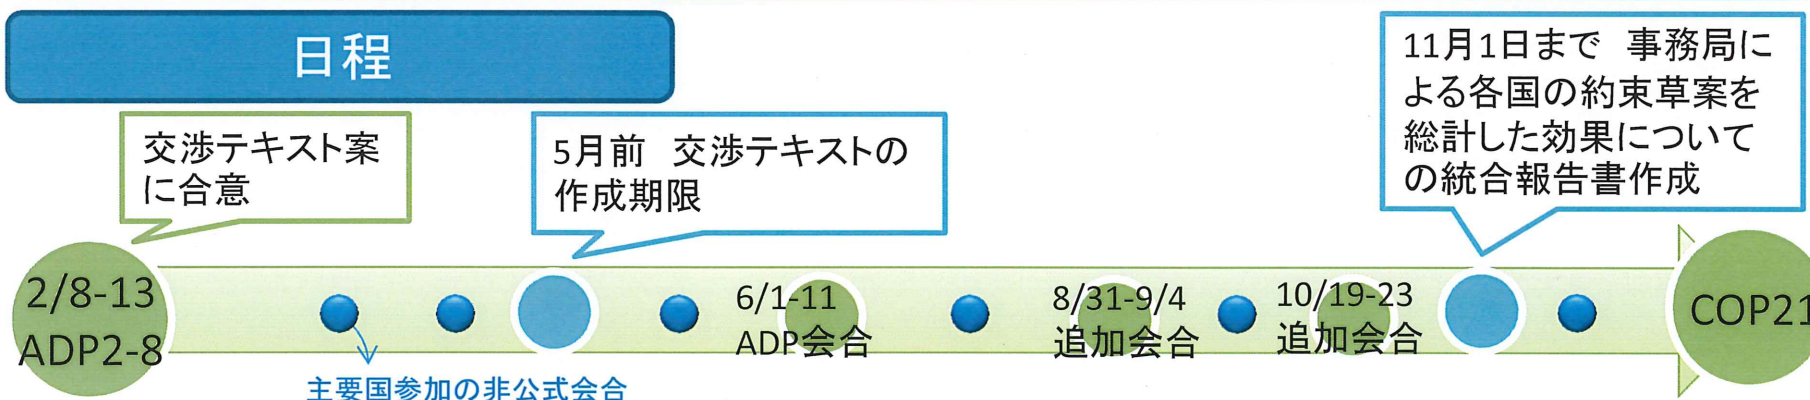 日程
交渉テキスト案
に合意
5月前 交渉テキストの
作成期限
11月1日まで 事務局に
よる各国の約束草案を
総計した効果について
の統合報告書作成
2/8-13
ADP2-8
6/1-11
ADP会合
8/31-9/4
追加会合
10/19-23
追加会合
COP21
主要国参加の非公式会合